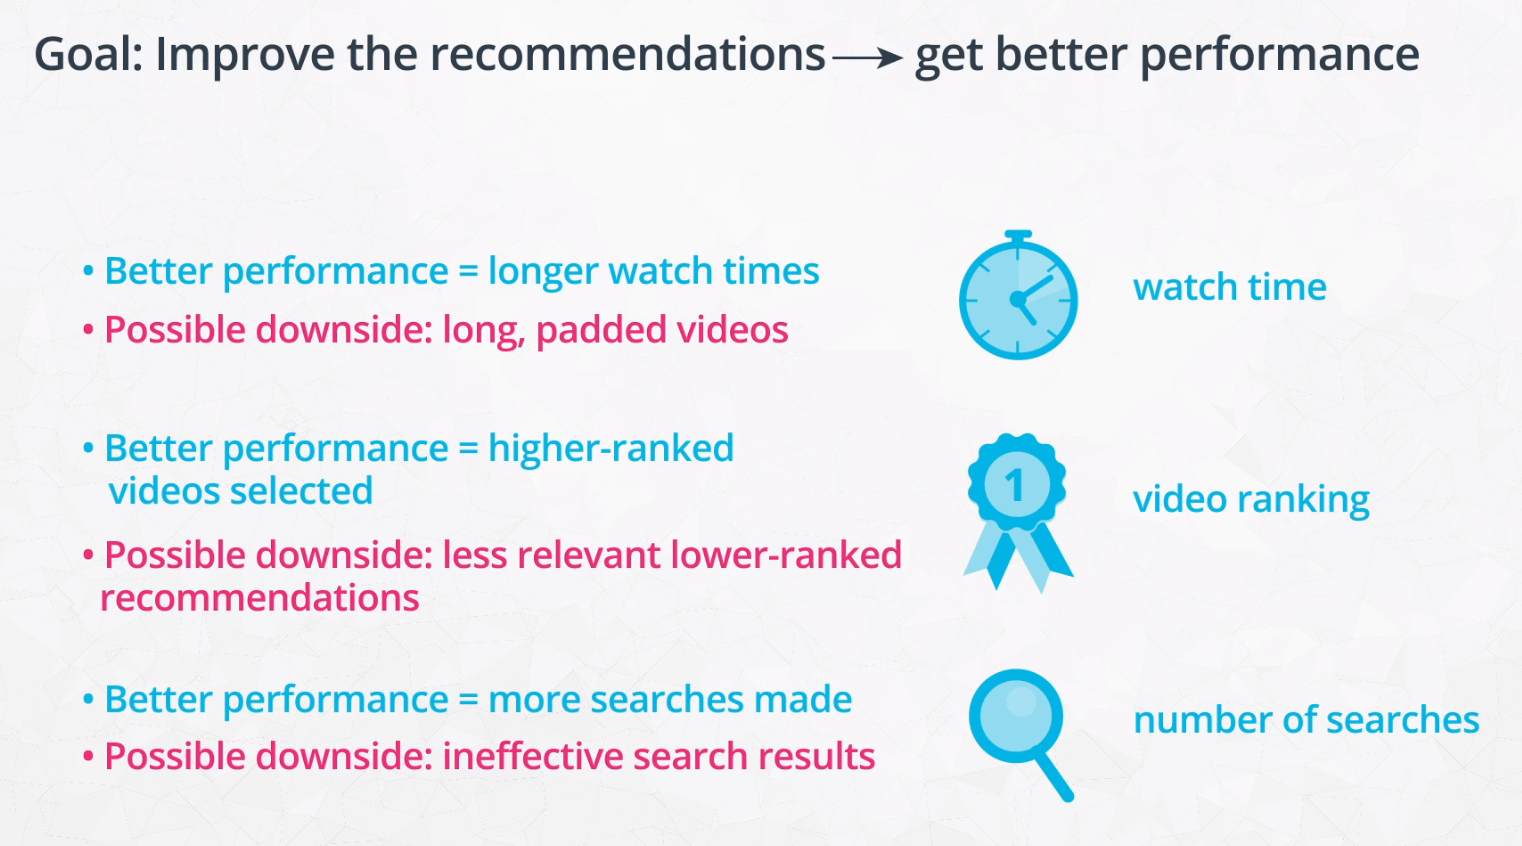 Goal: Improve the recommendations → get better performance
• Better performance = longer watch times
• Possible downside: long, padded videos
watch time
• Better performance = higher-ranked
videos selected
• Possible downside: less relevant lower-ranked
recommendations
1
video ranking
• Better performance = more searches made
• Possible downside: ineffective search results
number of searches